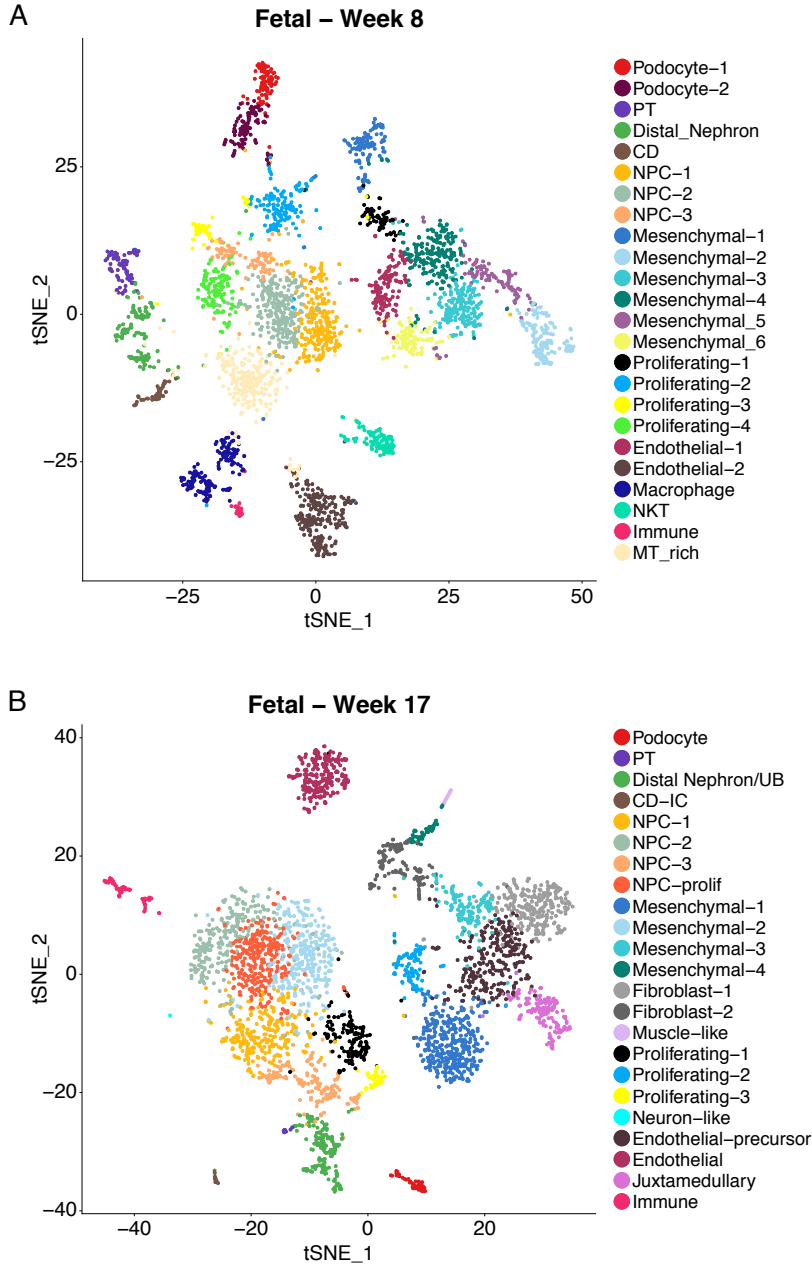 A
Fetal – Week 8
tSNE_2
25
0
−25
−25
0
25
50
tSNE_1
Podocyte−1
Podocyte−2
PT
Distal_Nephron
CD
NPC−1
NPC−2
NPC−3
Mesenchymal−1
Mesenchymal−2
Mesenchymal−3
Mesenchymal−4
Mesenchymal_5
Mesenchymal_6
Proliferating−1
Proliferating−2
Proliferating−3
Proliferating−4
Endothelial−1
Endothelial−2
Macrophage
NKT
Immune
MT_rich
B
Fetal – Week 17
tSNE_2
40
20
0
−20
−40
−40
−20
0
20
tSNE_1
Podocyte
PT
Distal Nephron/UB
CD−IC
NPC−1
NPC−2
NPC−3
NPC−prolif
Mesenchymal−1
Mesenchymal−2
Mesenchymal−3
Mesenchymal−4
Fibroblast−1
Fibroblast−2
Muscle−like
Proliferating−1
Proliferating−2
Proliferating−3
Neuron−like
Endothelial−precursor
Endothelial
Juxtamedullary
Immune